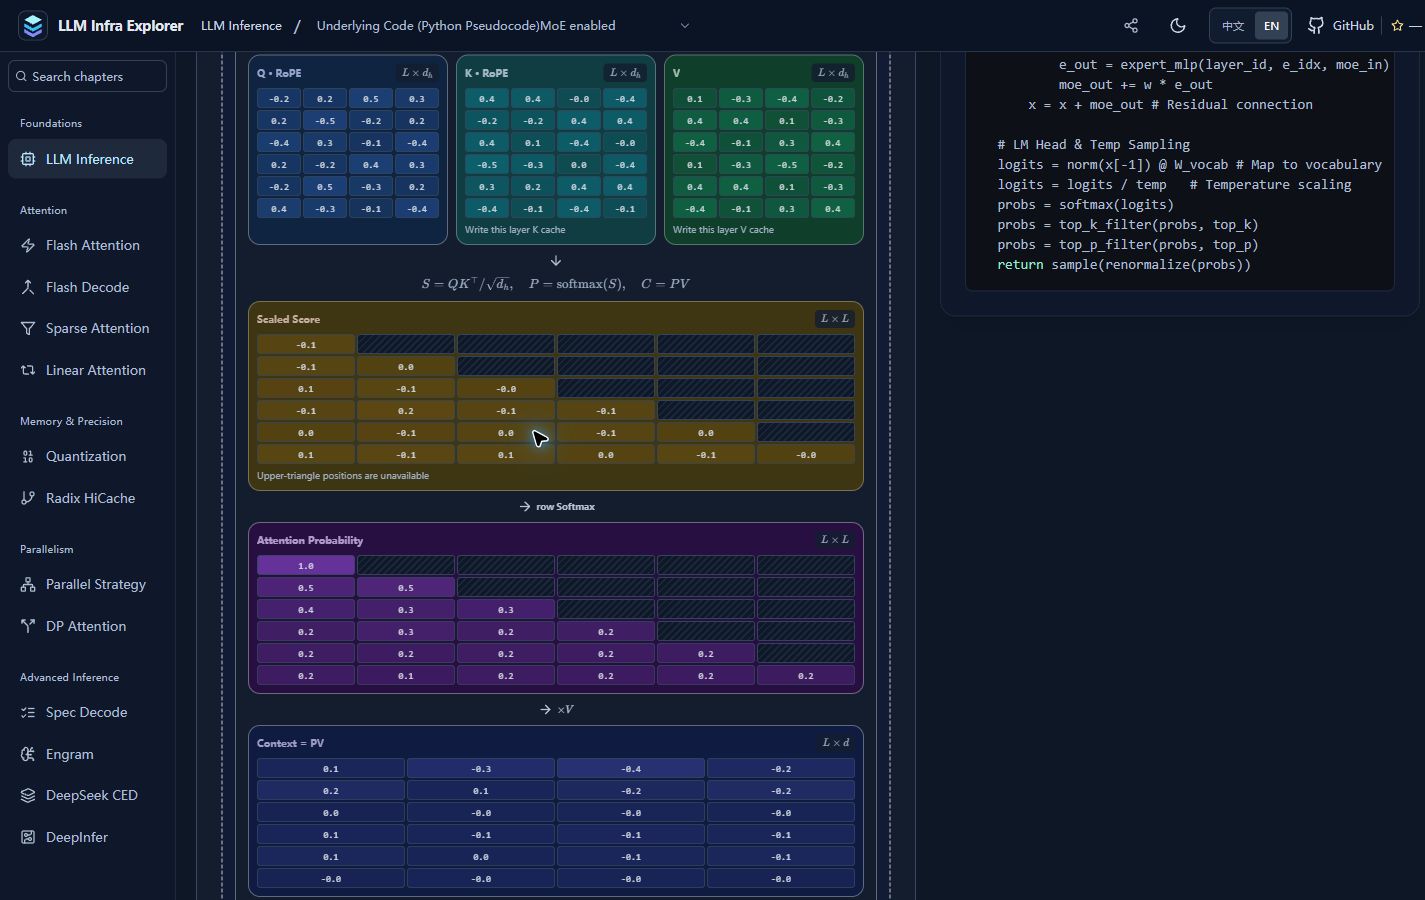 LLM Infra Explorer
LLM Inference / Underlying Code (Python Pseudocode)MoE enabled
中文 EN GitHub
Search chapters
Foundations
LLM Inference
Attention
Flash Attention
Flash Decode
Sparse Attention
Linear Attention
Memory & Precision
Quantization
Radix HiCache
Parallelism
Parallel Strategy
DP Attention
Advanced Inference
Spec Decode
Engram
DeepSeek CED
DeepInfer
Q • RoPE L × d_h
-0.2 0.2 0.5 0.3
0.2 -0.5 -0.2 0.2
-0.4 0.3 -0.1 -0.4
0.2 -0.2 0.4 0.3
-0.2 0.5 -0.3 0.2
0.4 -0.3 -0.1 -0.4
K • RoPE L × d_h
0.4 0.4 -0.0 -0.4
-0.2 -0.2 0.4 0.4
0.4 0.1 -0.4 -0.0
-0.5 -0.3 0.0 -0.4
0.3 0.2 0.4 0.4
-0.4 -0.1 -0.4 -0.1
Write this layer K cache
V L × d_h
0.1 -0.3 -0.4 -0.2
0.4 0.4 0.1 -0.3
-0.4 -0.1 0.4 -0.3
0.1 -0.3 -0.5 -0.2
0.4 0.4 0.1 -0.3
-0.4 -0.1 0.3 0.4
Write this layer V cache
S = QK⊤/√d_h, P = softmax(S), C = PV
Scaled Score L × L
-0.1
-0.1 0.0
0.1 -0.1 -0.0
-0.1 0.2 -0.1 -0.1
0.0 -0.1 0.0 -0.1 0.0
0.1 -0.1 0.1 0.0 -0.1 -0.0
Upper-triangle positions are unavailable
→ row Softmax
Attention Probability L × L
1.0
0.5 0.5
0.4 0.3 0.3
0.2 0.3 0.2 0.2
0.2 0.2 0.2 0.2 0.2
0.2 0.1 0.2 0.2 0.2 0.2
→ ×V
Context = PV L × d
0.1 -0.3 -0.4 -0.2
0.2 0.1 -0.2 -0.2
0.0 -0.0 -0.0 -0.0
0.1 -0.1 -0.1 -0.1
0.1 0.0 -0.1 -0.1
-0.0 -0.0 -0.0 -0.0
e_out = expert_mlp(layer_id, e_idx, moe_in)
moe_out += w * e_out
x = x + moe_out # Residual connection
# LM Head & Temp Sampling
logits = norm(x[-1]) @ W_vocab # Map to vocabulary
logits = logits / temp # Temperature scaling
probs = softmax(logits)
probs = top_k_filter(probs, top_k)
probs = top_p_filter(probs, top_p)
return sample(renormalize(probs))